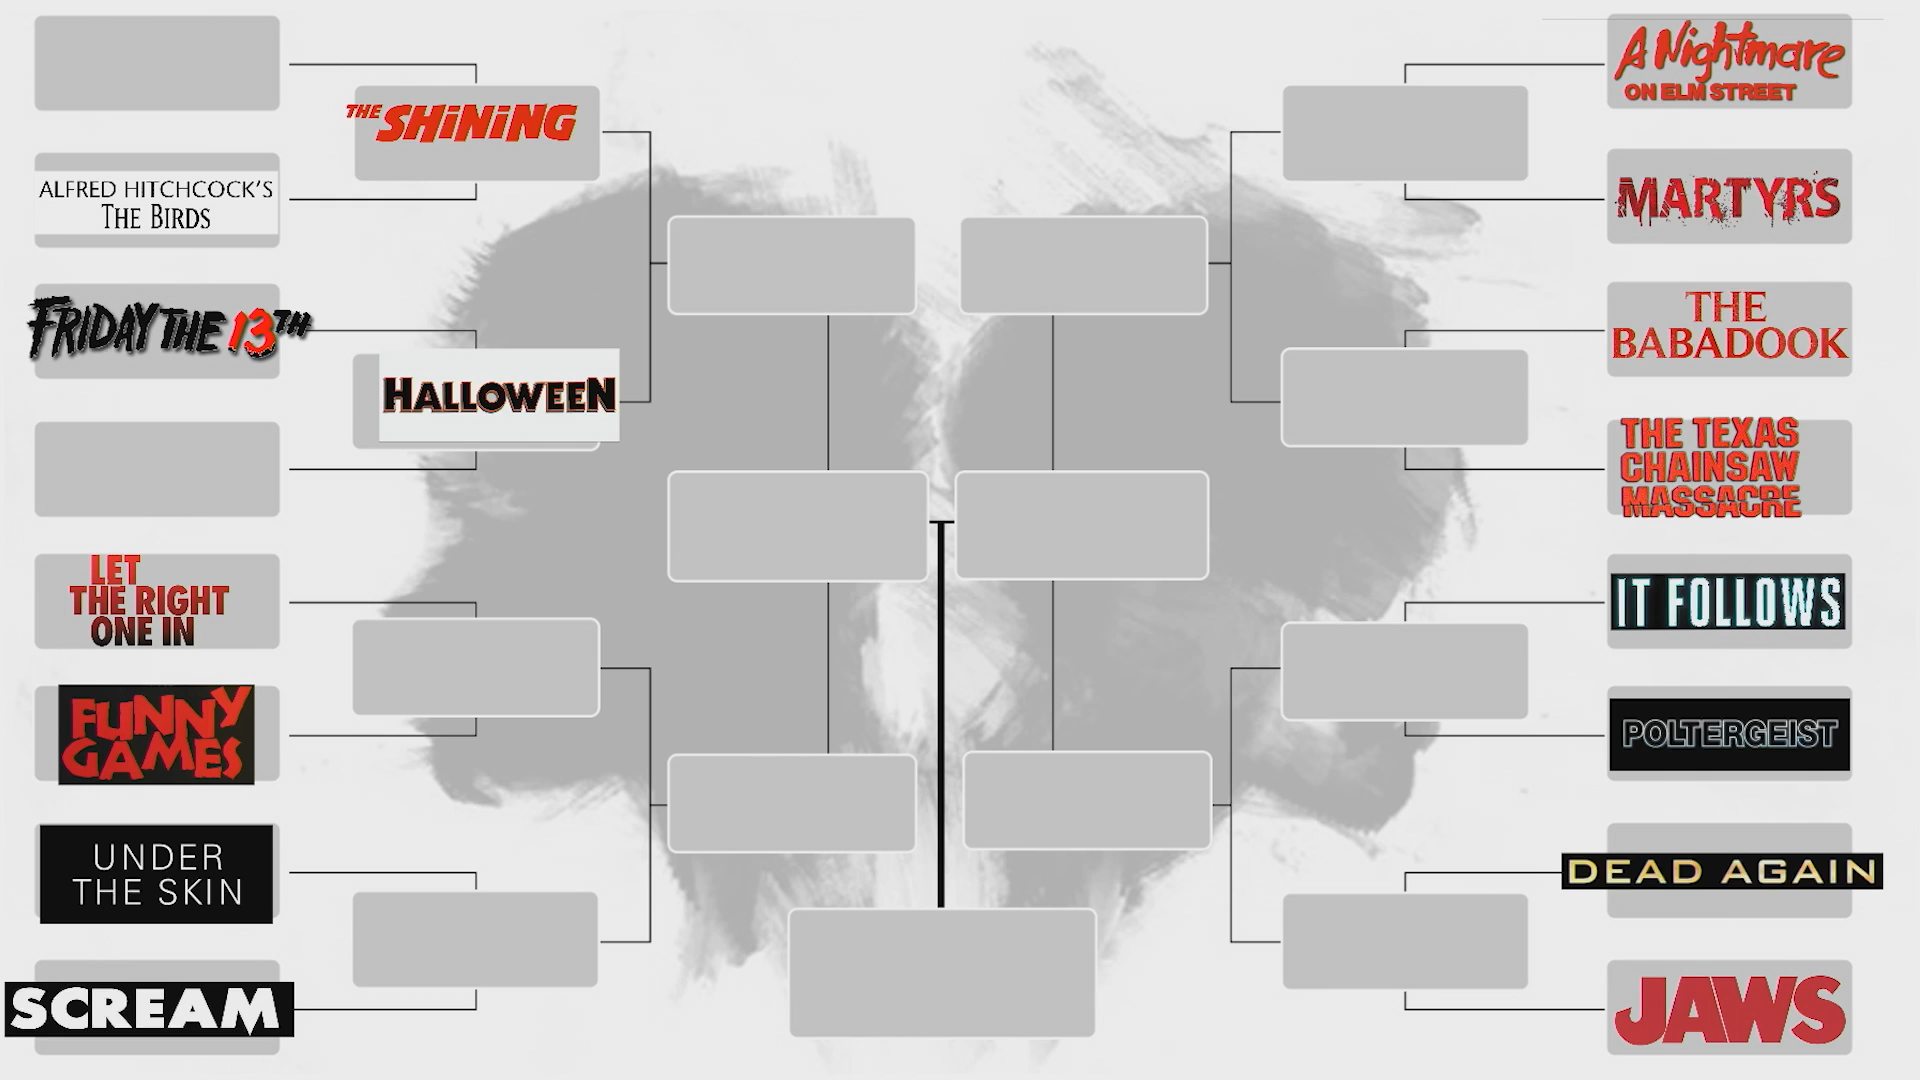 THE SHiNiNG
ALFRED HITCHCOCK'S
THE BIRDS
FRIDAY THE 13TH
HALLOWEEN
LET
THE RIGHT
ONE IN
FUNNY
GAMES
UNDER
THE SKIN
SCREAM
A Nightmare
ON ELM STREET
MARTYRS
THE
BABADOOK
THE TEXAS
CHAINSAW
MASSACRE
IT FOLLOWS
POLTERGEIST
DEAD AGAIN
JAWS